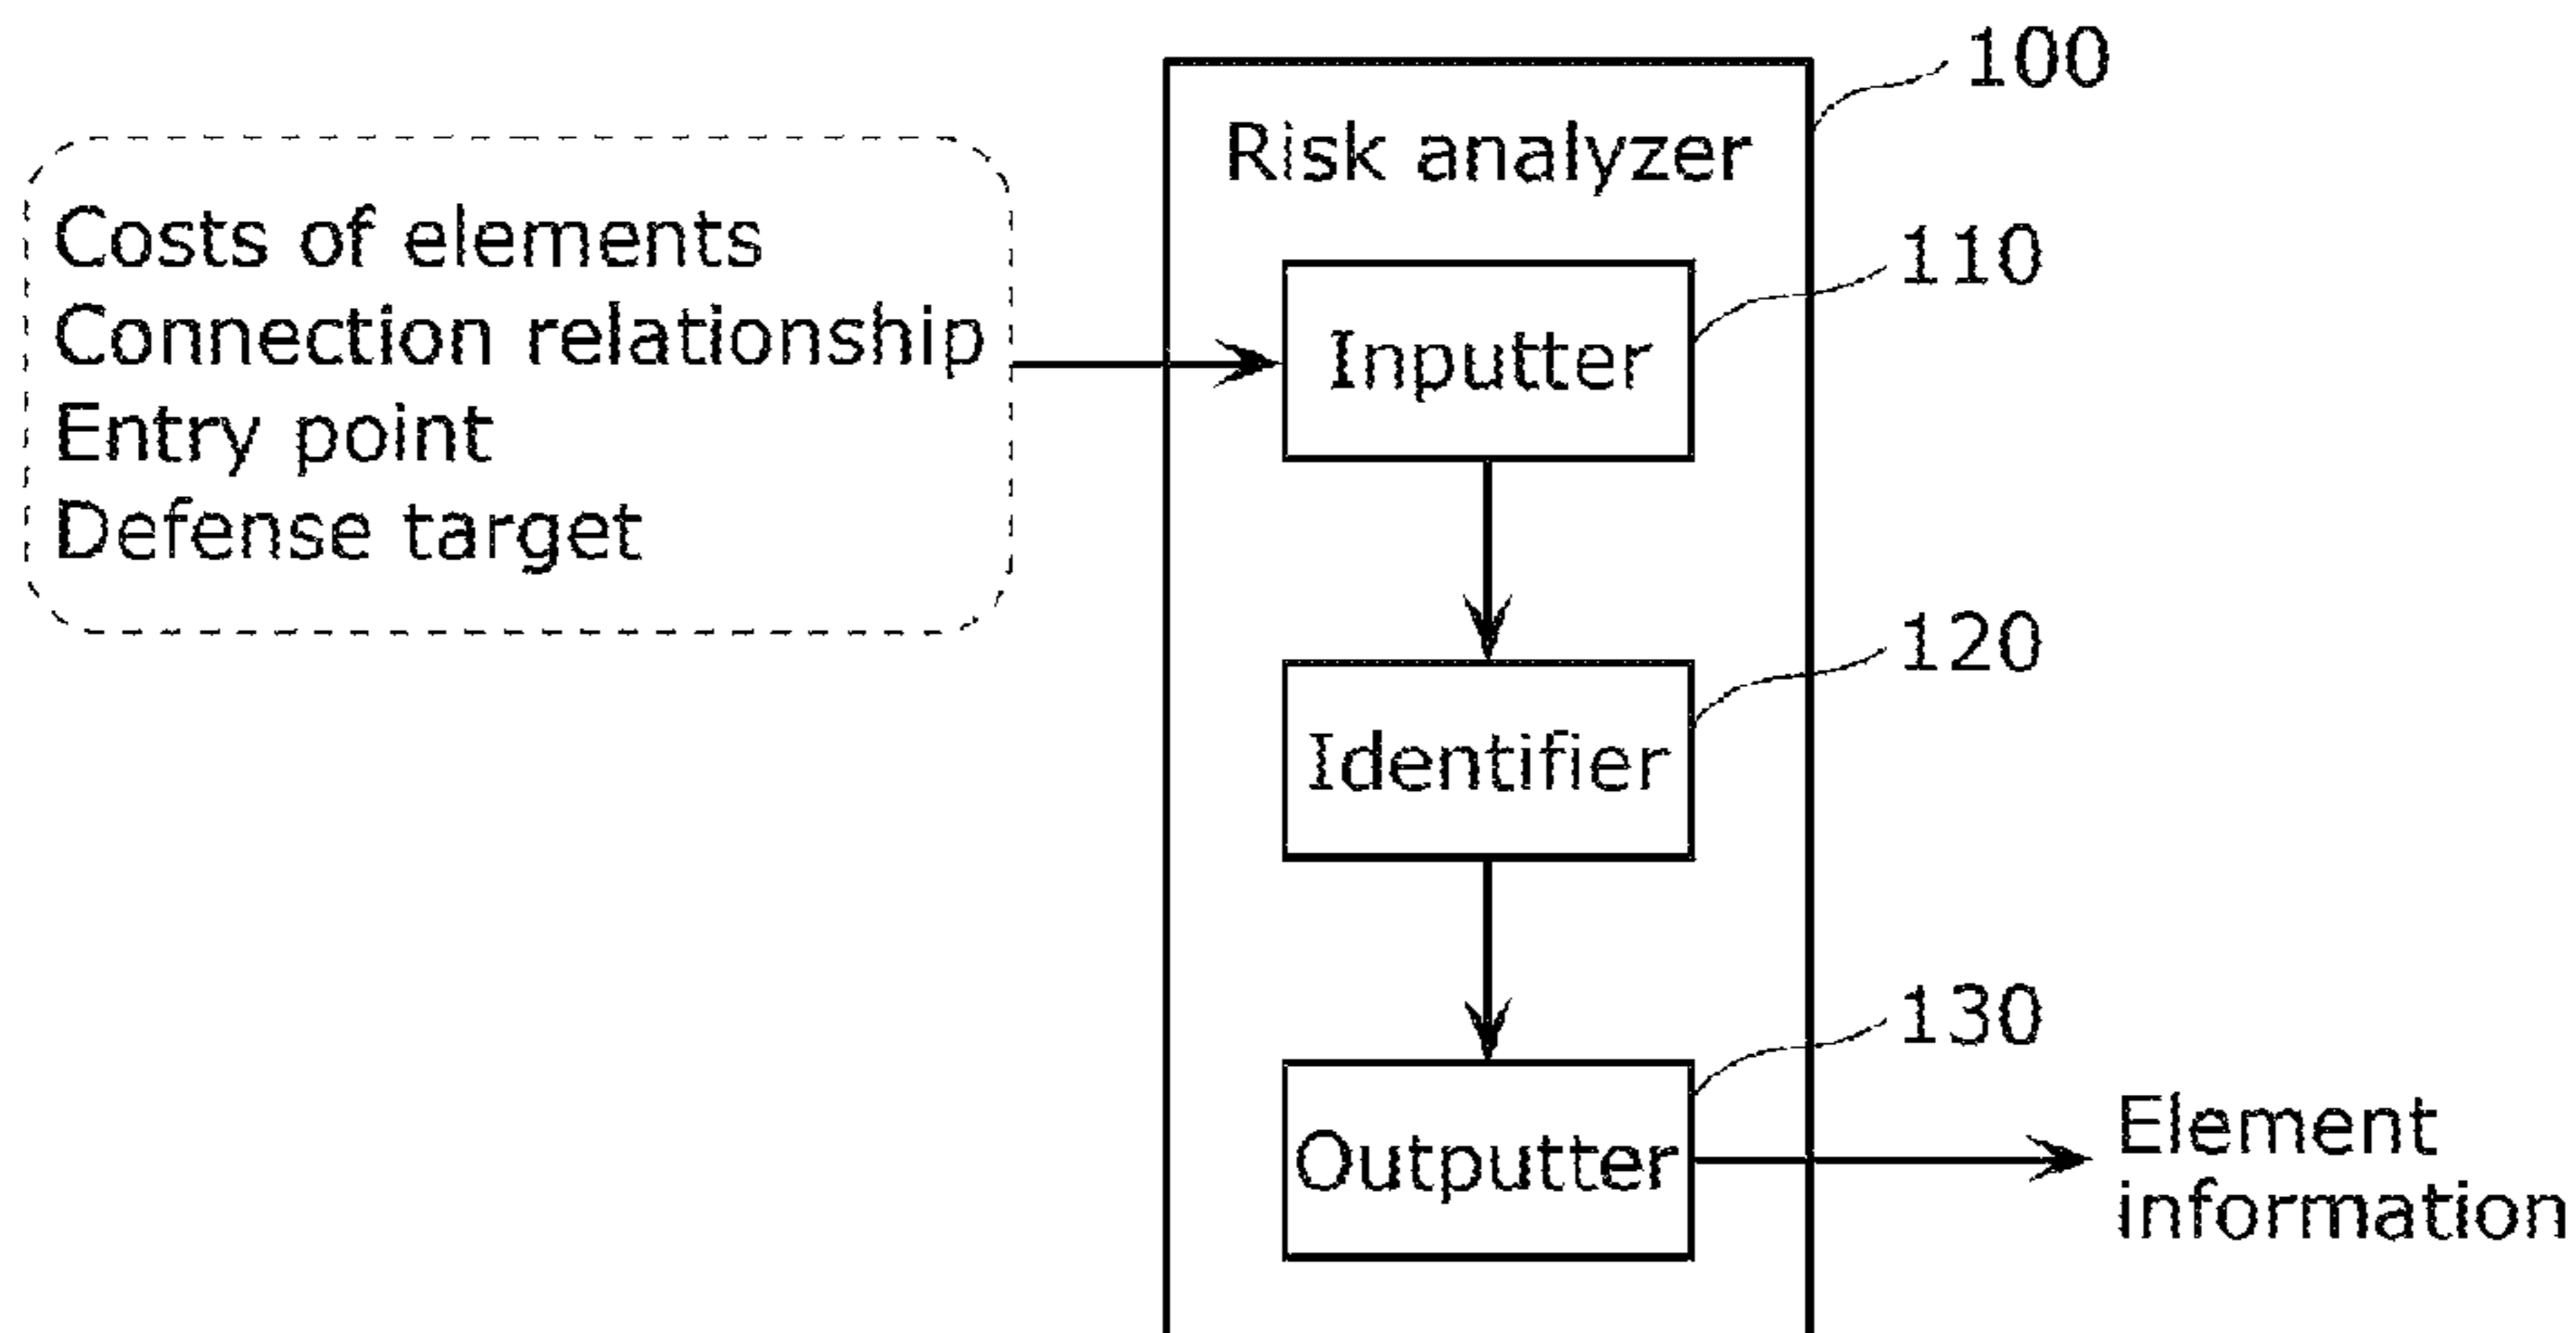 100
Risk analyzer
Costs of elements
Connection relationship
Entry point
Defense target
110
Inputter
120
Identifier
130
Outputter
Element
information